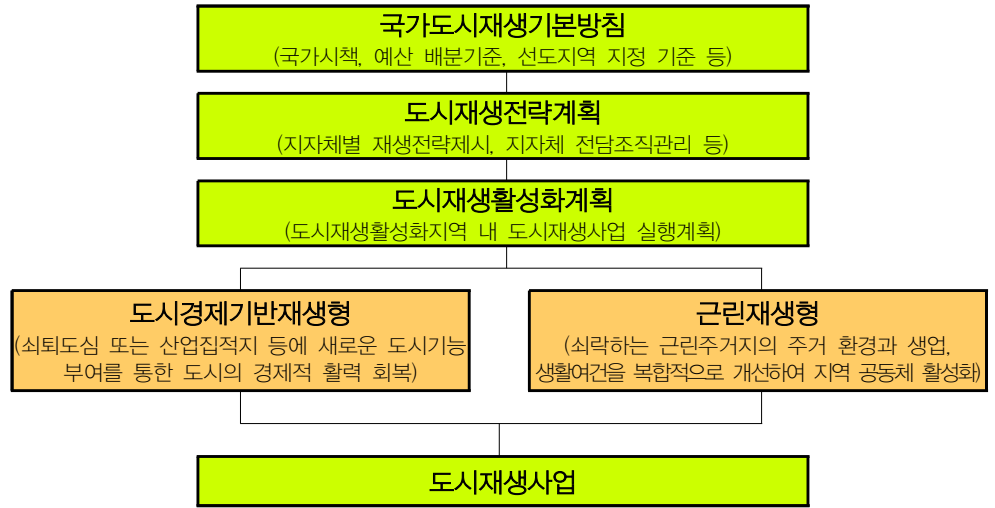 국가도시재생기본방침
(국가시책, 예산 배분기준, 선도지역 지정 기준 등)
도시재생전략계획
(지자체별 재생전략제시, 지자체 전담조직관리 등)
도시재생활성화계획
(도시재생활성화지역 내 도시재생사업 실행계획)
도시경제기반재생형
(쇠퇴도심 또는 산업집적지 등에 새로운 도시기능
부여를 통한 도시의 경제적 활력 회복)
근린재생형
(쇠락하는 근린주거지의 주거 환경과 생업,
생활여건을 복합적으로 개선하여 지역 공동체 활성화)
도시재생사업